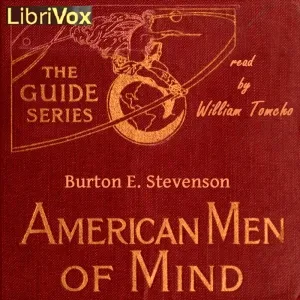 LibriVox
THE
GUIDE
SERIES
read
by
William Tomcho
Burton E. Stevenson
AMERICAN MEN
OF MIND